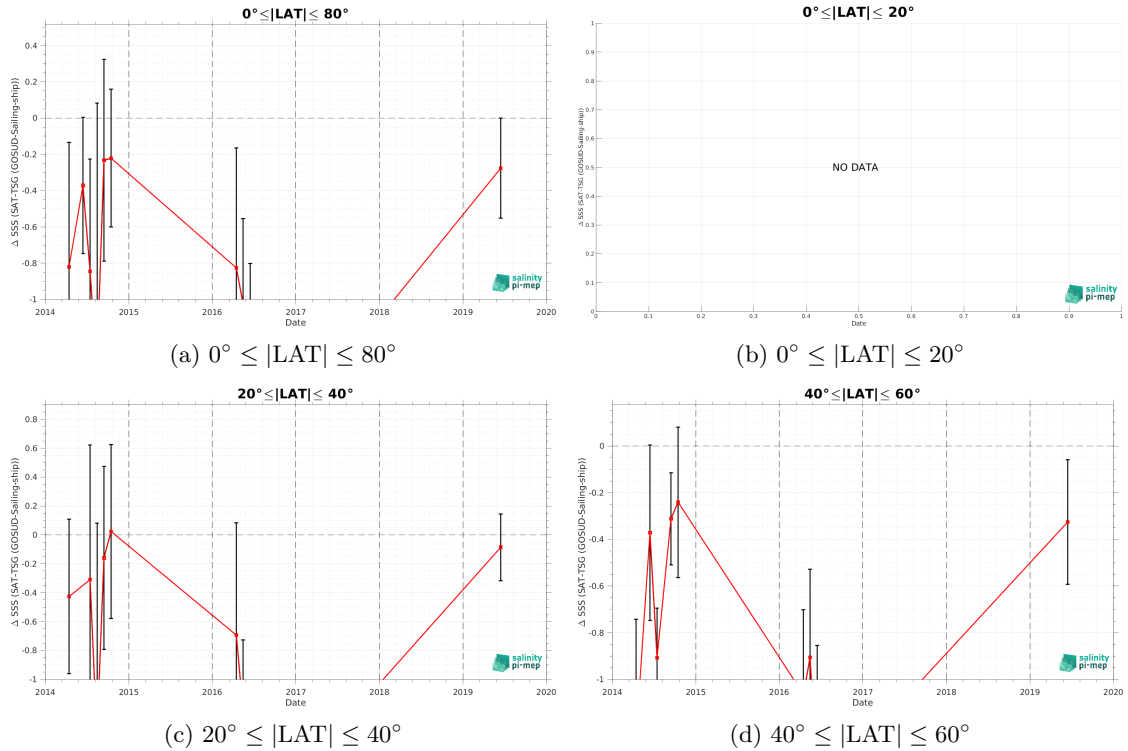 0°≤|LAT|≤ 80°
Δ SSS (SAT-TSG (GOSUD-Sailing-ship))
0.4
0.2
0
-0.2
-0.4
-0.6
-0.8
-1
2014 2015 2016 2017 2018 2019 2020
Date
salinity
pi-mep
(a) 0° ≤ |LAT| ≤ 80°
0°≤|LAT|≤ 20°
Δ SSS (SAT-TSG (GOSUD-Sailing-ship))
1
0.9
0.8
0.7
0.6
0.5
0.4
0.3
0.2
0.1
0
NO DATA
0 0.1 0.2 0.3 0.4 0.5 0.6 0.7 0.8 0.9 1
Date
salinity
pi-mep
(b) 0° ≤ |LAT| ≤ 20°
20°≤|LAT|≤ 40°
Δ SSS (SAT-TSG (GOSUD-Sailing-ship))
0.8
0.6
0.4
0.2
0
-0.2
-0.4
-0.6
-0.8
-1
2014 2015 2016 2017 2018 2019 2020
Date
salinity
pi-mep
(c) 20° ≤ |LAT| ≤ 40°
40°≤|LAT|≤ 60°
Δ SSS (SAT-TSG (GOSUD-Sailing-ship))
0
-0.2
-0.4
-0.6
-0.8
-1
2014 2015 2016 2017 2018 2019 2020
Date
salinity
pi-mep
(d) 40° ≤ |LAT| ≤ 60°